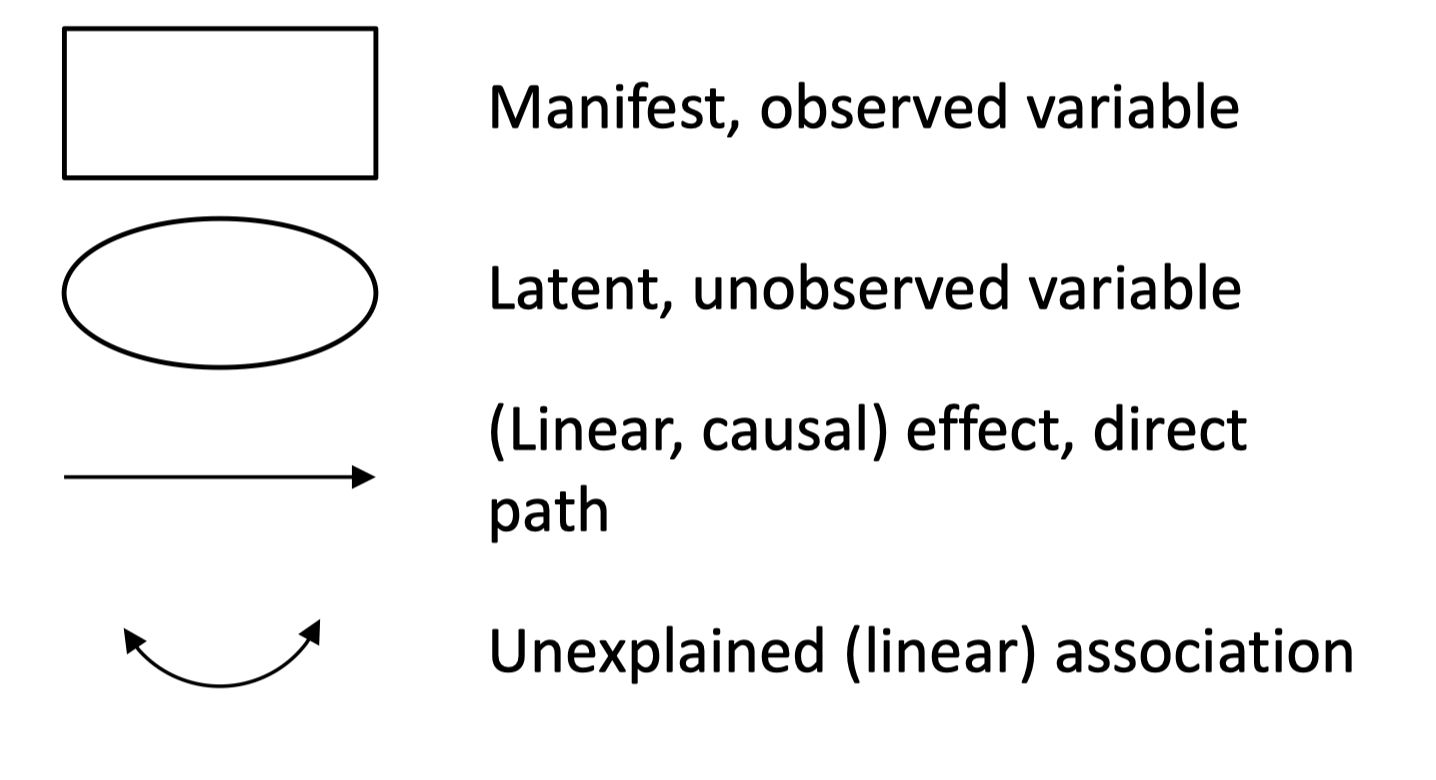 Manifest, observed variable
Latent, unobserved variable
(Linear, causal) effect, direct
path
Unexplained (linear) association